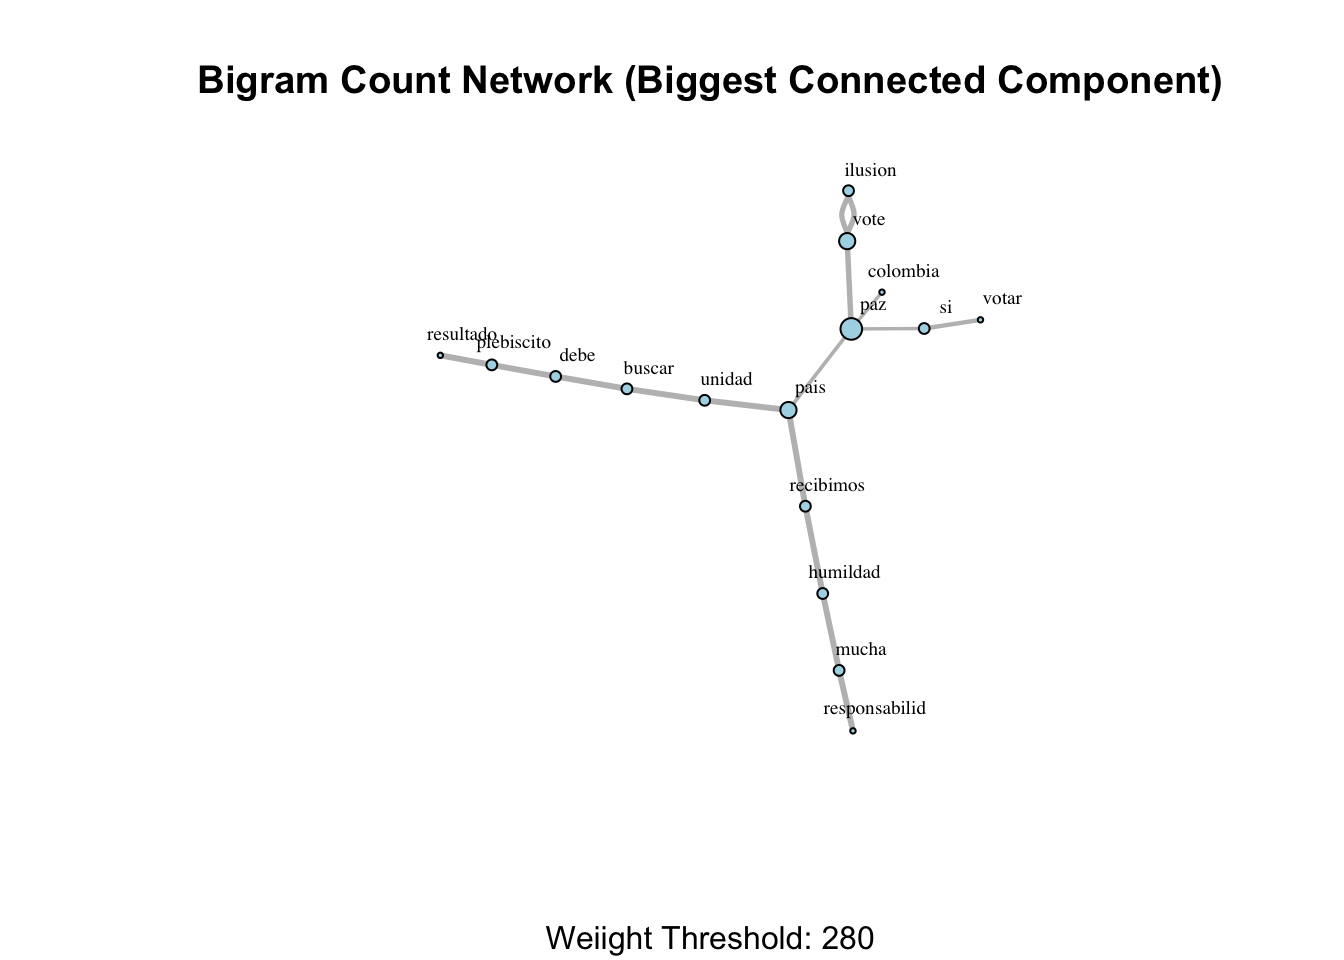 Bigram Count Network (Biggest Connected Component)
ilusion
vote
colombia
paz
si
votar
resultado
plebiscito
debe
buscar
unidad
pais
recibimos
humildad
mucha
responsabilid
Weiight Threshold: 280